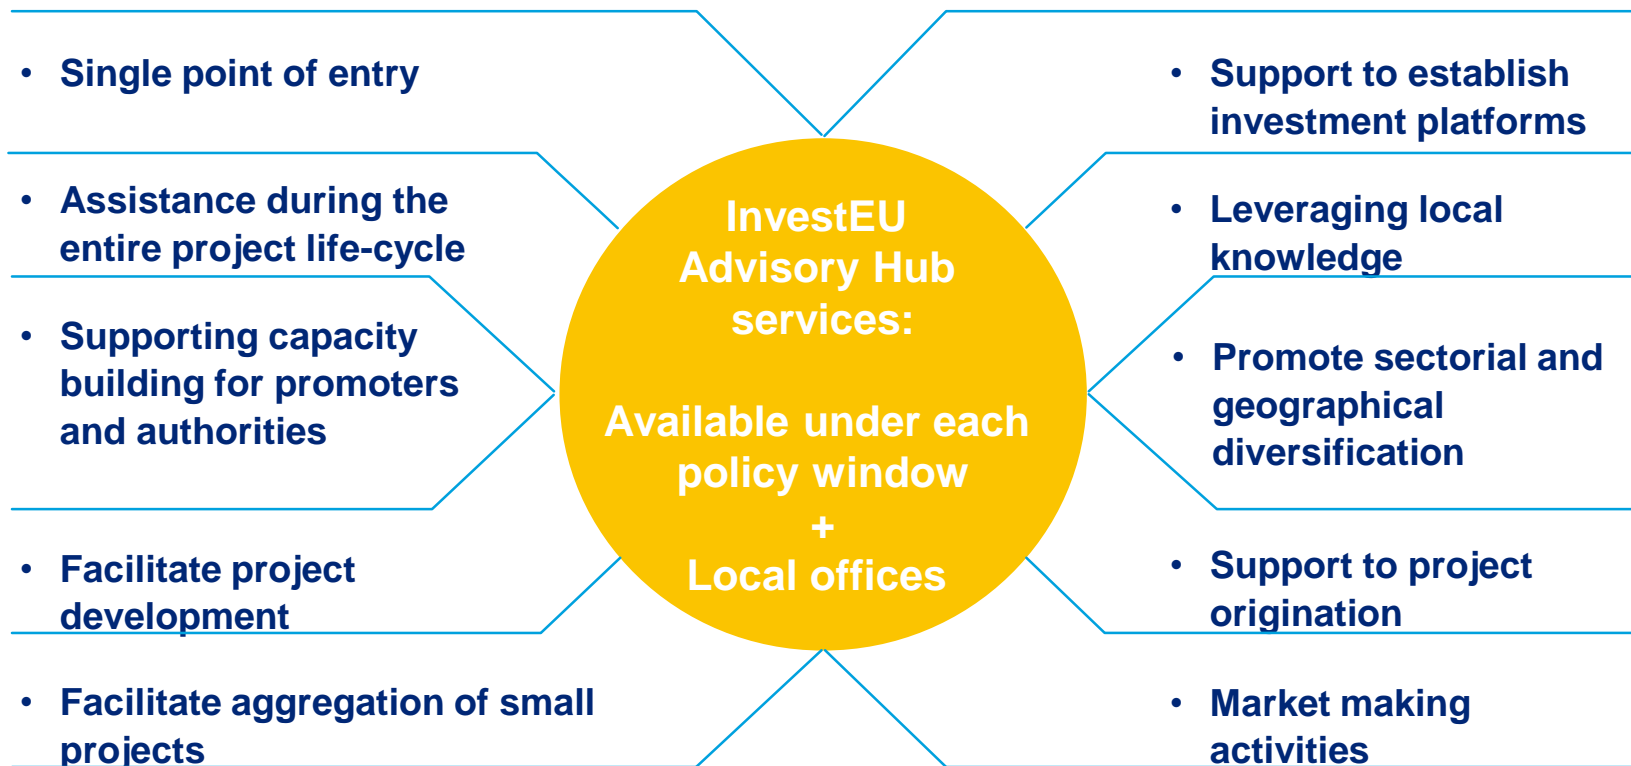 • Single point of entry
• Assistance during the
entire project life-cycle
• Supporting capacity
building for promoters
and authorities
• Facilitate project
development
• Facilitate aggregation of small
projects
InvestEU
Advisory Hub
services:
Available under each
policy window
+
Local offices
• Support to establish
investment platforms
• Leveraging local
knowledge
• Promote sectorial and
geographical
diversification
• Support to project
origination
• Market making
activities